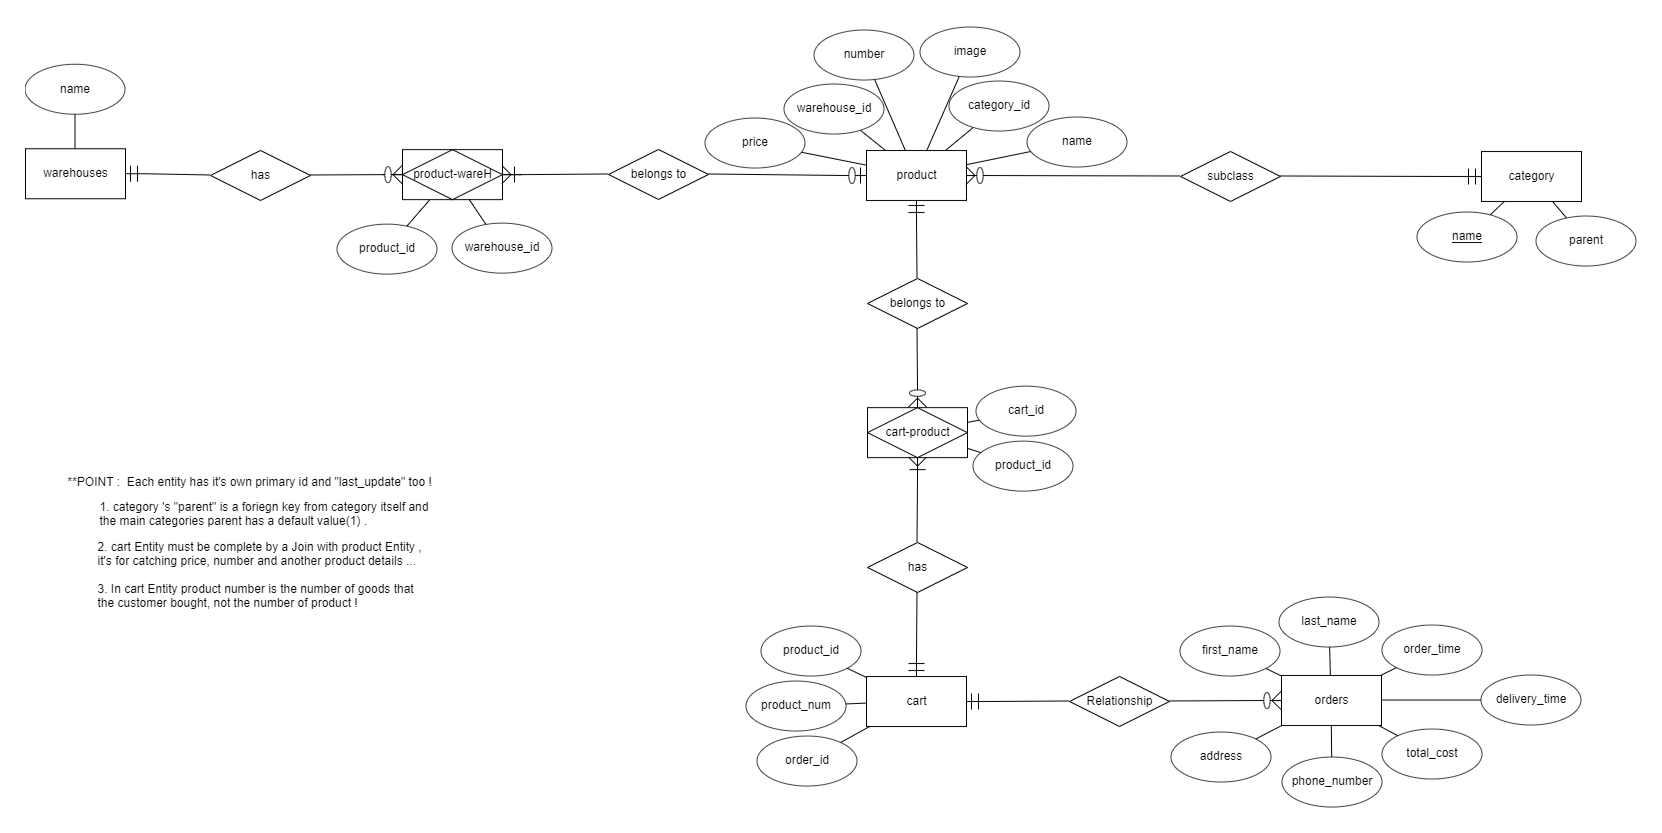 number
image
name
warehouse_id
category_id
price
name
warehouses
has
product-wareH
belongs to
product
subclass
category
product_id
warehouse_id
name
parent
belongs to
cart_id
cart-product
product_id
**POINT :  Each entity has it's own primary id and "last_update" too !
1. category 's "parent" is a foriegn key from category itself and
the main categories parent has a default value(1) .
2. cart Entity must be complete by a Join with product Entity ,
it's for catching price, number and another product details ...
3. In cart Entity product number is the number of goods that
the customer bought, not the number of product !
has
last_name
product_id
first_name
order_time
product_num
cart
Relationship
orders
delivery_time
order_id
address
total_cost
phone_number